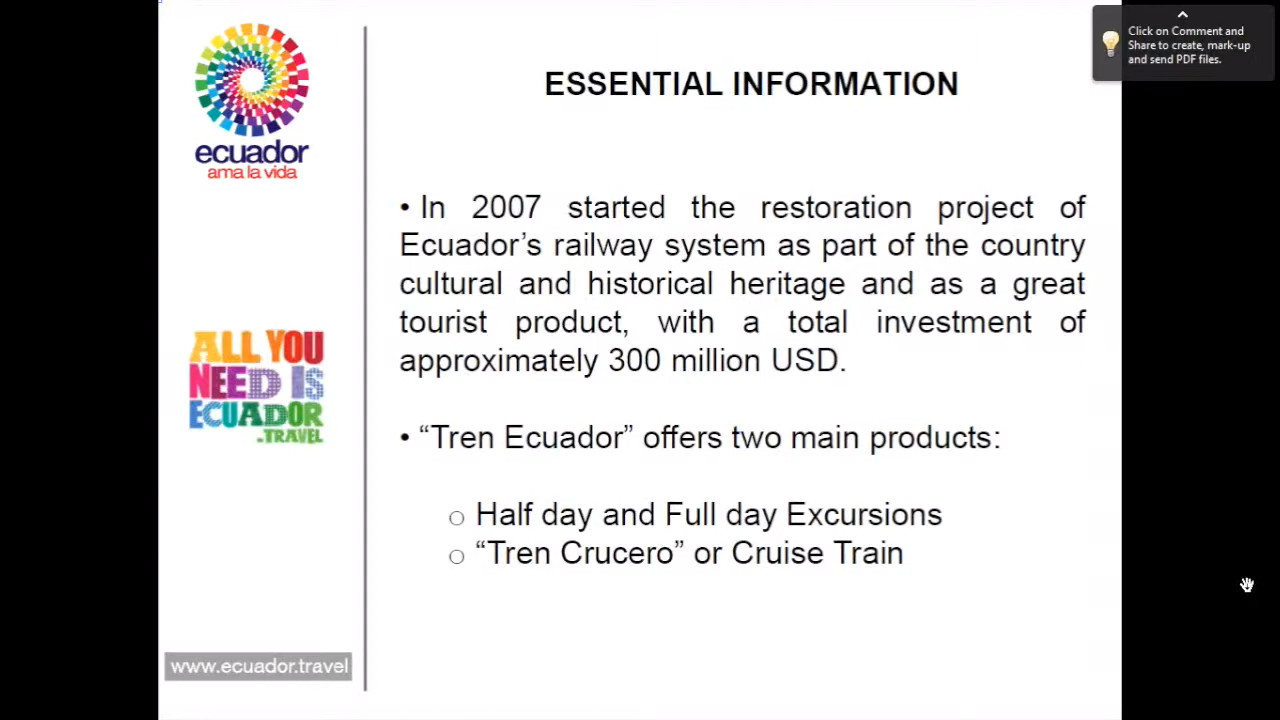 ecuador
ama la vida
ALL YOU
NEED IS
ECUADOR
.TRAVEL
www.ecuador.travel
ESSENTIAL INFORMATION
• In 2007 started the restoration project of
Ecuador’s railway system as part of the country
cultural and historical heritage and as a great
tourist product, with a total investment of
approximately 300 million USD.
• “Tren Ecuador” offers two main products:
o Half day and Full day Excursions
o “Tren Crucero” or Cruise Train
Click on Comment and
Share to create, mark-up
and send PDF files.